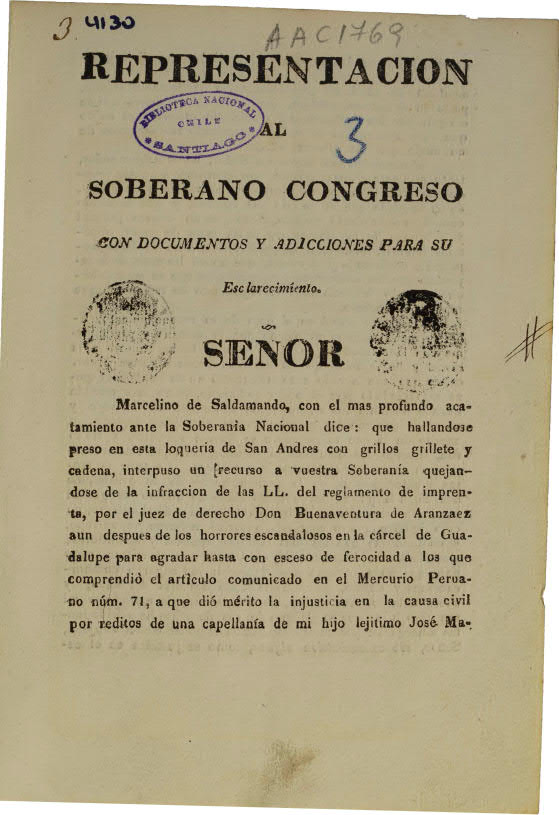 3 4130
AAC1769
REPRESENTACION
BIBLIOTECA NACIONAL
CHILE
* SANTIAGO *
AL
3
SOBERANO CONGRESO
CON DOCUMENTOS Y ADICCIONES PARA SU
Esclarecimiento.
SENOR
Marcelino de Saldamando, con el mas profundo aca-
tamiento ante la Soberanía Nacional dice : que hallandose
preso en esta loqueria de San Andres con grillos grillete y
cadena, interpuso un [recurso a vuestra Soberanía quejan-
dose de la infraccion de las LL. del reglamento de impren-
ta, por el juez de derecho Don Buenaventura de Aranzaez
aun despues de los horrores escandalosos en la cárcel de Gua-
dalupe para agradar hasta con esceso de ferocidad a los que
comprendió el artículo comunicado en el Mercurio Perua-
no núm. 71, a que dió mérito la injusticia en la causa civil
por reditos de una capellanía de mi hijo lejitimo José Ma-